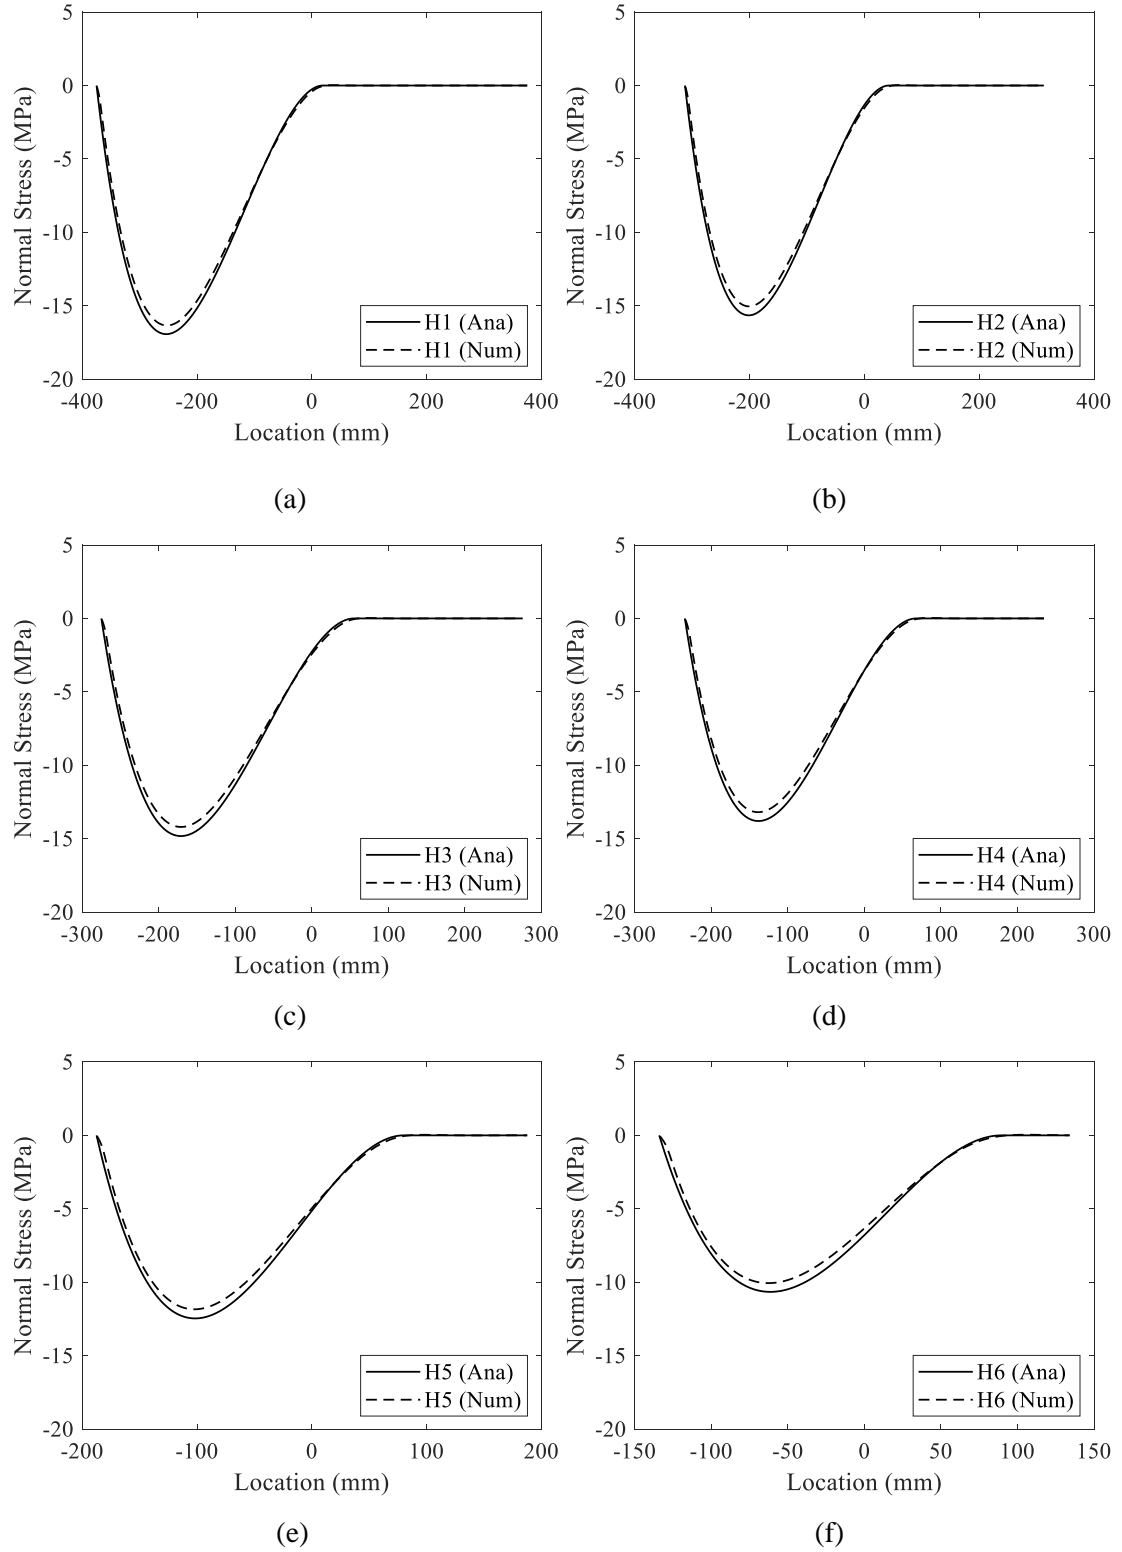 5
0
-5
-10
-15
-20
Normal Stress (MPa)
-400 -200 0 200 400
Location (mm)
H1 (Ana)
H1 (Num)
(a)
5
0
-5
-10
-15
-20
Normal Stress (MPa)
-400 -200 0 200 400
Location (mm)
H2 (Ana)
H2 (Num)
(b)
5
0
-5
-10
-15
-20
Normal Stress (MPa)
-300 -200 -100 0 100 200 300
Location (mm)
H3 (Ana)
H3 (Num)
(c)
5
0
-5
-10
-15
-20
Normal Stress (MPa)
-300 -200 -100 0 100 200 300
Location (mm)
H4 (Ana)
H4 (Num)
(d)
5
0
-5
-10
-15
-20
Normal Stress (MPa)
-200 -100 0 100 200
Location (mm)
H5 (Ana)
H5 (Num)
(e)
5
0
-5
-10
-15
-20
Normal Stress (MPa)
-150 -100 -50 0 50 100 150
Location (mm)
H6 (Ana)
H6 (Num)
(f)